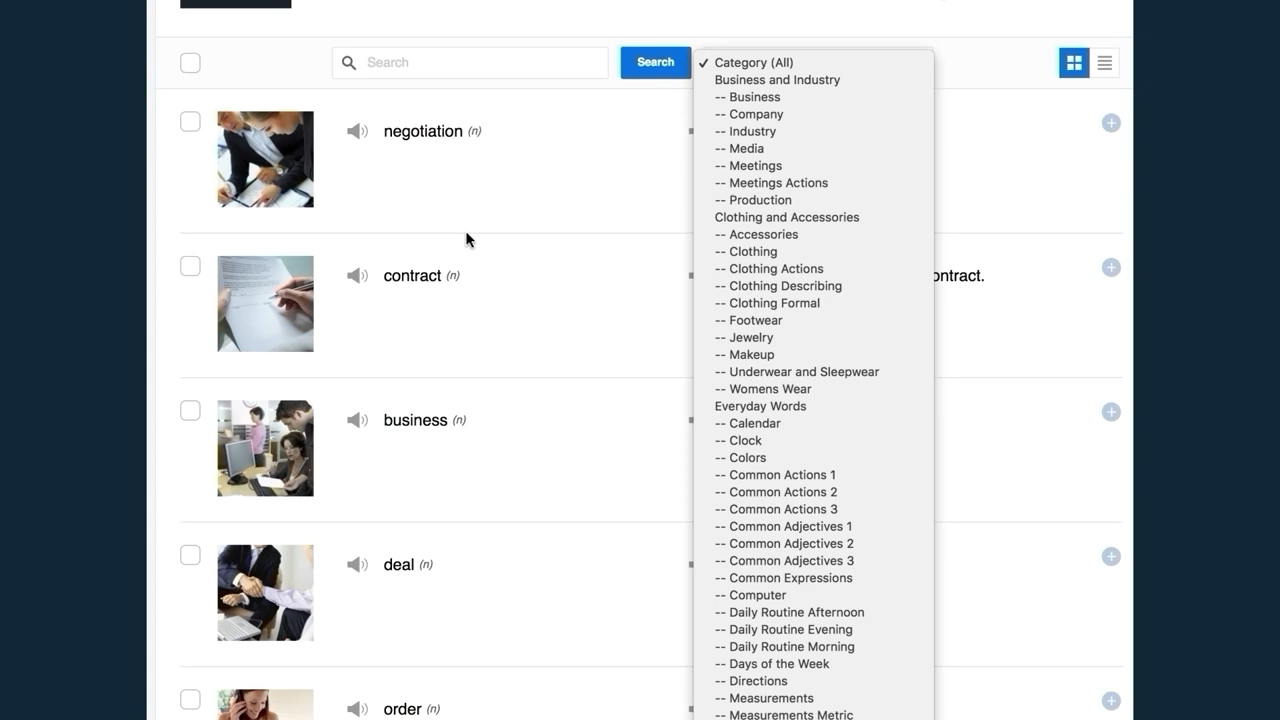 Search
Search
✓ Category (All)
Business and Industry
-- Business
-- Company
-- Industry
-- Media
-- Meetings
-- Meetings Actions
-- Production
Clothing and Accessories
-- Accessories
-- Clothing
-- Clothing Actions
-- Clothing Describing
-- Clothing Formal
-- Footwear
-- Jewelry
-- Makeup
-- Underwear and Sleepwear
-- Womens Wear
Everyday Words
-- Calendar
-- Clock
-- Colors
-- Common Actions 1
-- Common Actions 2
-- Common Actions 3
-- Common Adjectives 1
-- Common Adjectives 2
-- Common Adjectives 3
-- Common Expressions
-- Computer
-- Daily Routine Afternoon
-- Daily Routine Evening
-- Daily Routine Morning
-- Days of the Week
-- Directions
-- Measurements
-- Measurements Metric
negotiation (n)
contract (n)
ontract.
business (n)
deal (n)
order (n)